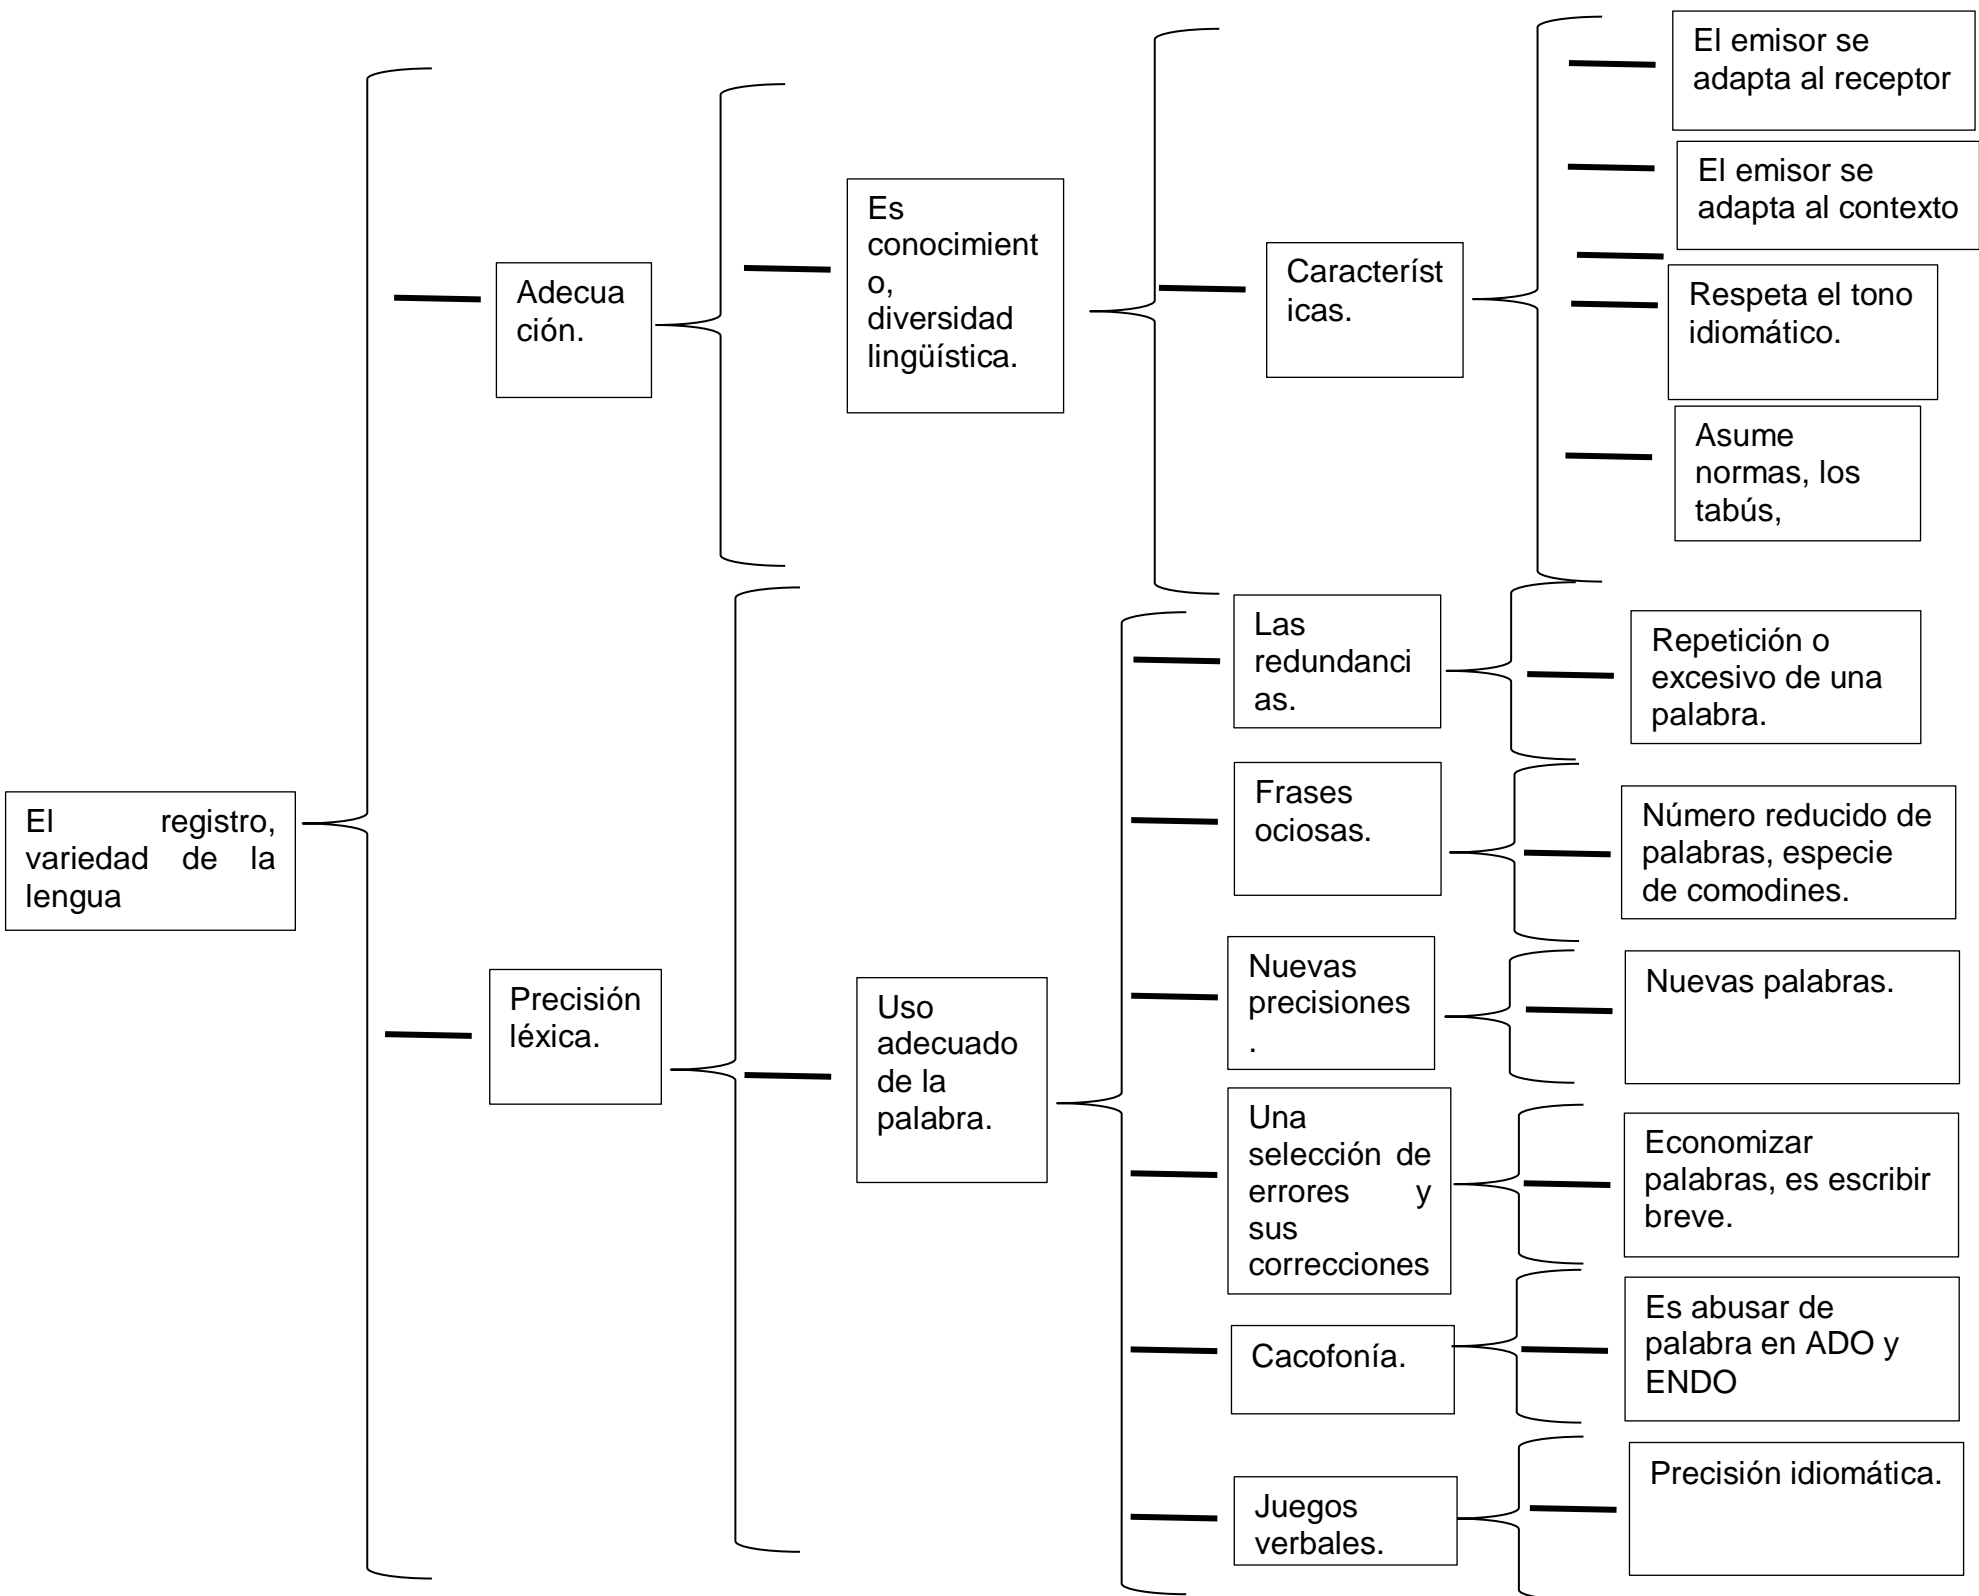 El registro,
variedad de la
lengua
Adecua
ción.
Es
conocimient
o,
diversidad
lingüística.
Característ
icas.
El emisor se
adapta al receptor
El emisor se
adapta al contexto
Respeta el tono
idiomático.
Asume
normas, los
tabús,
Precisión
léxica.
Uso
adecuado
de la
palabra.
Las
redundanci
as.
Repetición o
excesivo de una
palabra.
Frases
ociosas.
Número reducido de
palabras, especie
de comodines.
Nuevas
precisiones
.
Nuevas palabras.
Una
selección de
errores y
sus
correcciones
Economizar
palabras, es escribir
breve.
Cacofonía.
Es abusar de
palabra en ADO y
ENDO
Juegos
verbales.
Precisión idiomática.